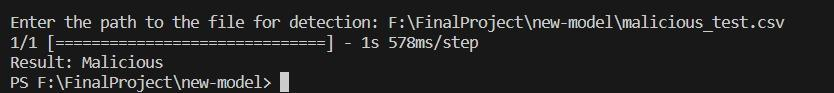 Enter the path to the file for detection: F:\FinalProject\new-model\malicious_test.csv
1/1 [==============================] - 1s 578ms/step
Result: Malicious
PS F:\FinalProject\new-model>